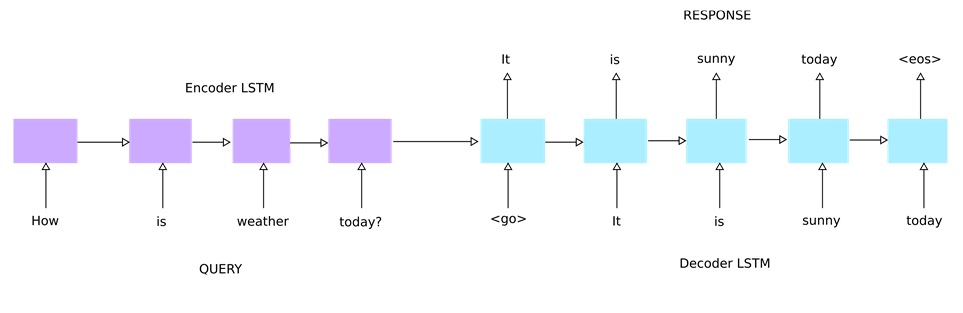 RESPONSE
It is sunny today <eos>
Encoder LSTM
How is weather today? <go> It is sunny today
Decoder LSTM
QUERY